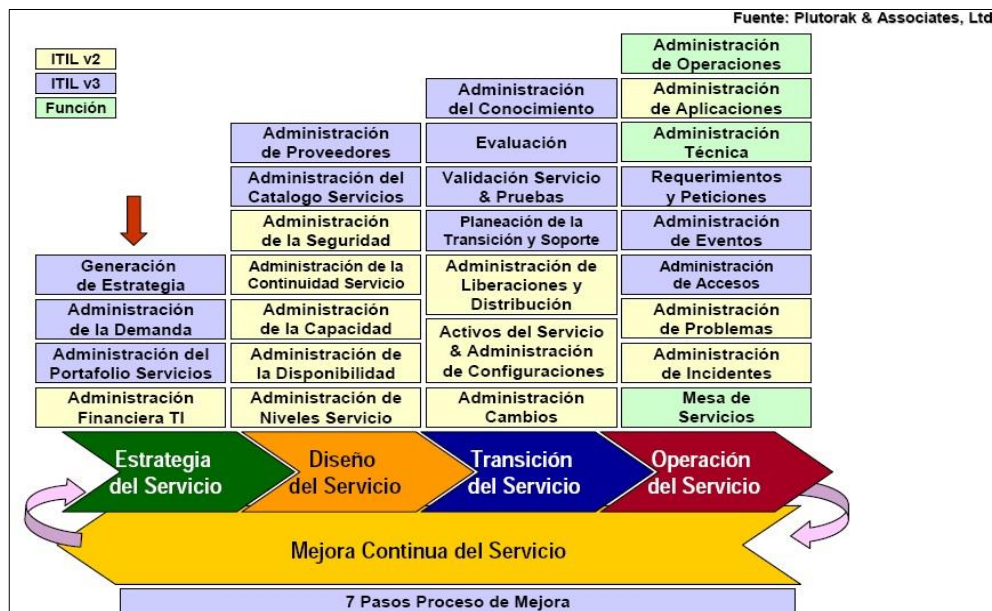 Fuente: Plutorak & Associates, Ltd
ITIL v2
ITIL v3
Función
Generación
de Estrategia
Administración
de la Demanda
Administración del
Portafolio Servicios
Administración
Financiera TI
Administración
de Proveedores
Administración del
Catalogo Servicios
Administración
de la Seguridad
Administración de la
Continuidad Servicio
Administración
de la Capacidad
Administración de
la Disponibilidad
Administración de
Niveles Servicio
Administración
del Conocimiento
Evaluación
Validación Servicio
& Pruebas
Planeación de la
Transición y Soporte
Administración de
Liberaciones y
Distribución
Activos del Servicio
& Administración
de Configuraciones
Administración
Cambios
Administración
de Operaciones
Administración
de Aplicaciones
Administración
Técnica
Requerimientos
y Peticiones
Administración
de Eventos
Administración
de Accesos
Administración
de Problemas
Administración
de Incidentes
Mesa de
Servicios
Estrategia
del Servicio
Diseño
del Servicio
Transición
del Servicio
Operación
del Servicio
Mejora Continua del Servicio
7 Pasos Proceso de Mejora